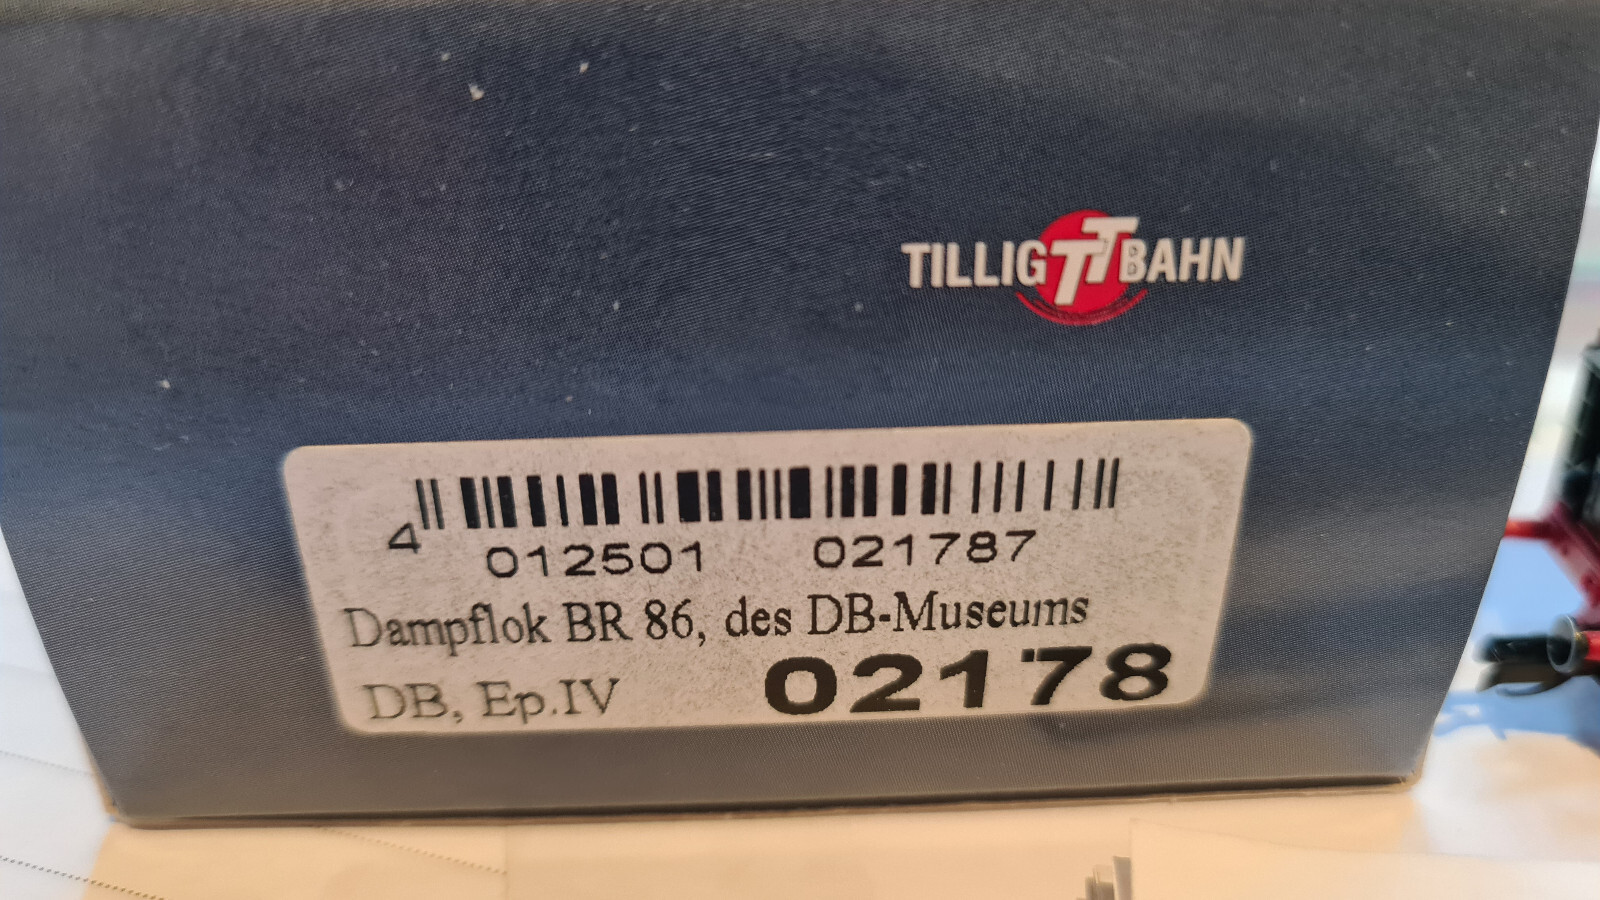 TILLIG TT BAHN
4 012501 021787
Dampflok BR 86, des DB-Museums
DB, Ep.IV 02178